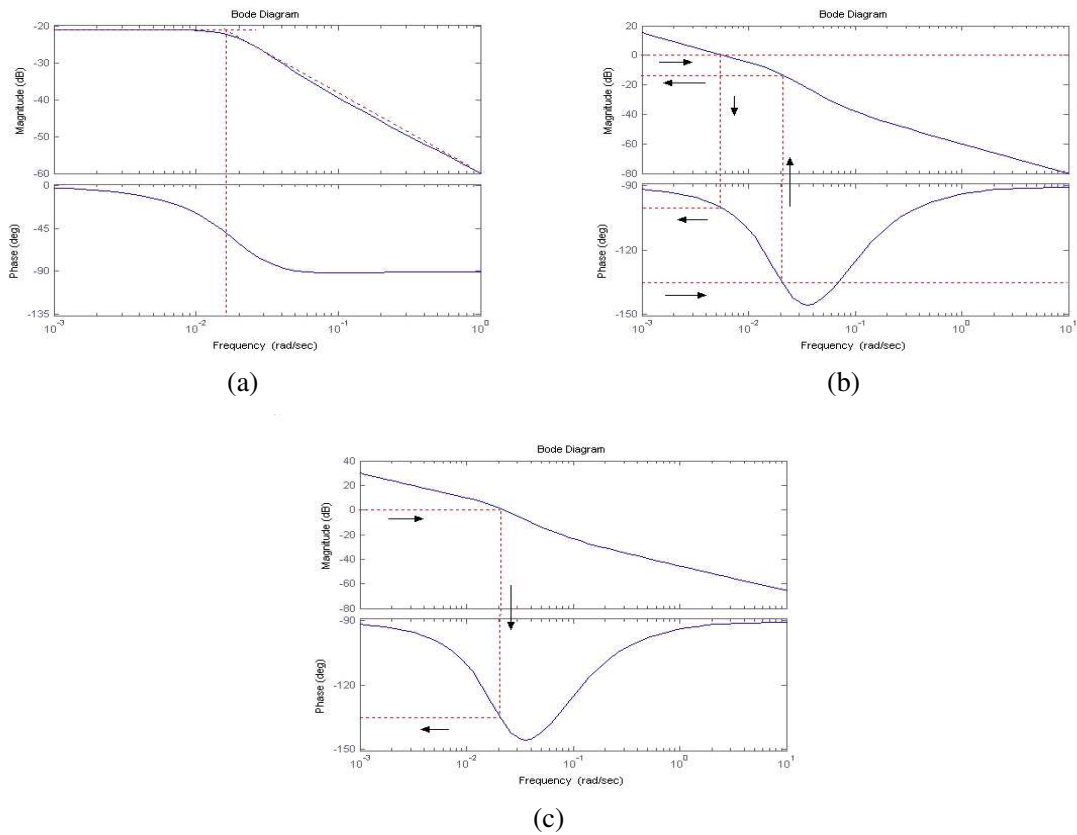 Bode Diagram
-20
-30
-40
-50
-60
Magnitude (dB)
0
-45
-90
-135
Phase (deg)
10^-3
10^-2
10^-1
10^0
Frequency (rad/sec)
(a)
Bode Diagram
20
0
-20
-40
-60
-80
Magnitude (dB)
-90
-120
-150
Phase (deg)
10^-3
10^-2
10^-1
10^0
10^1
Frequency (rad/sec)
(b)
Bode Diagram
40
20
0
-20
-40
-60
-80
Magnitude (dB)
-90
-120
-150
Phase (deg)
10^-3
10^-2
10^-1
10^0
10^1
Frequency (rad/sec)
(c)